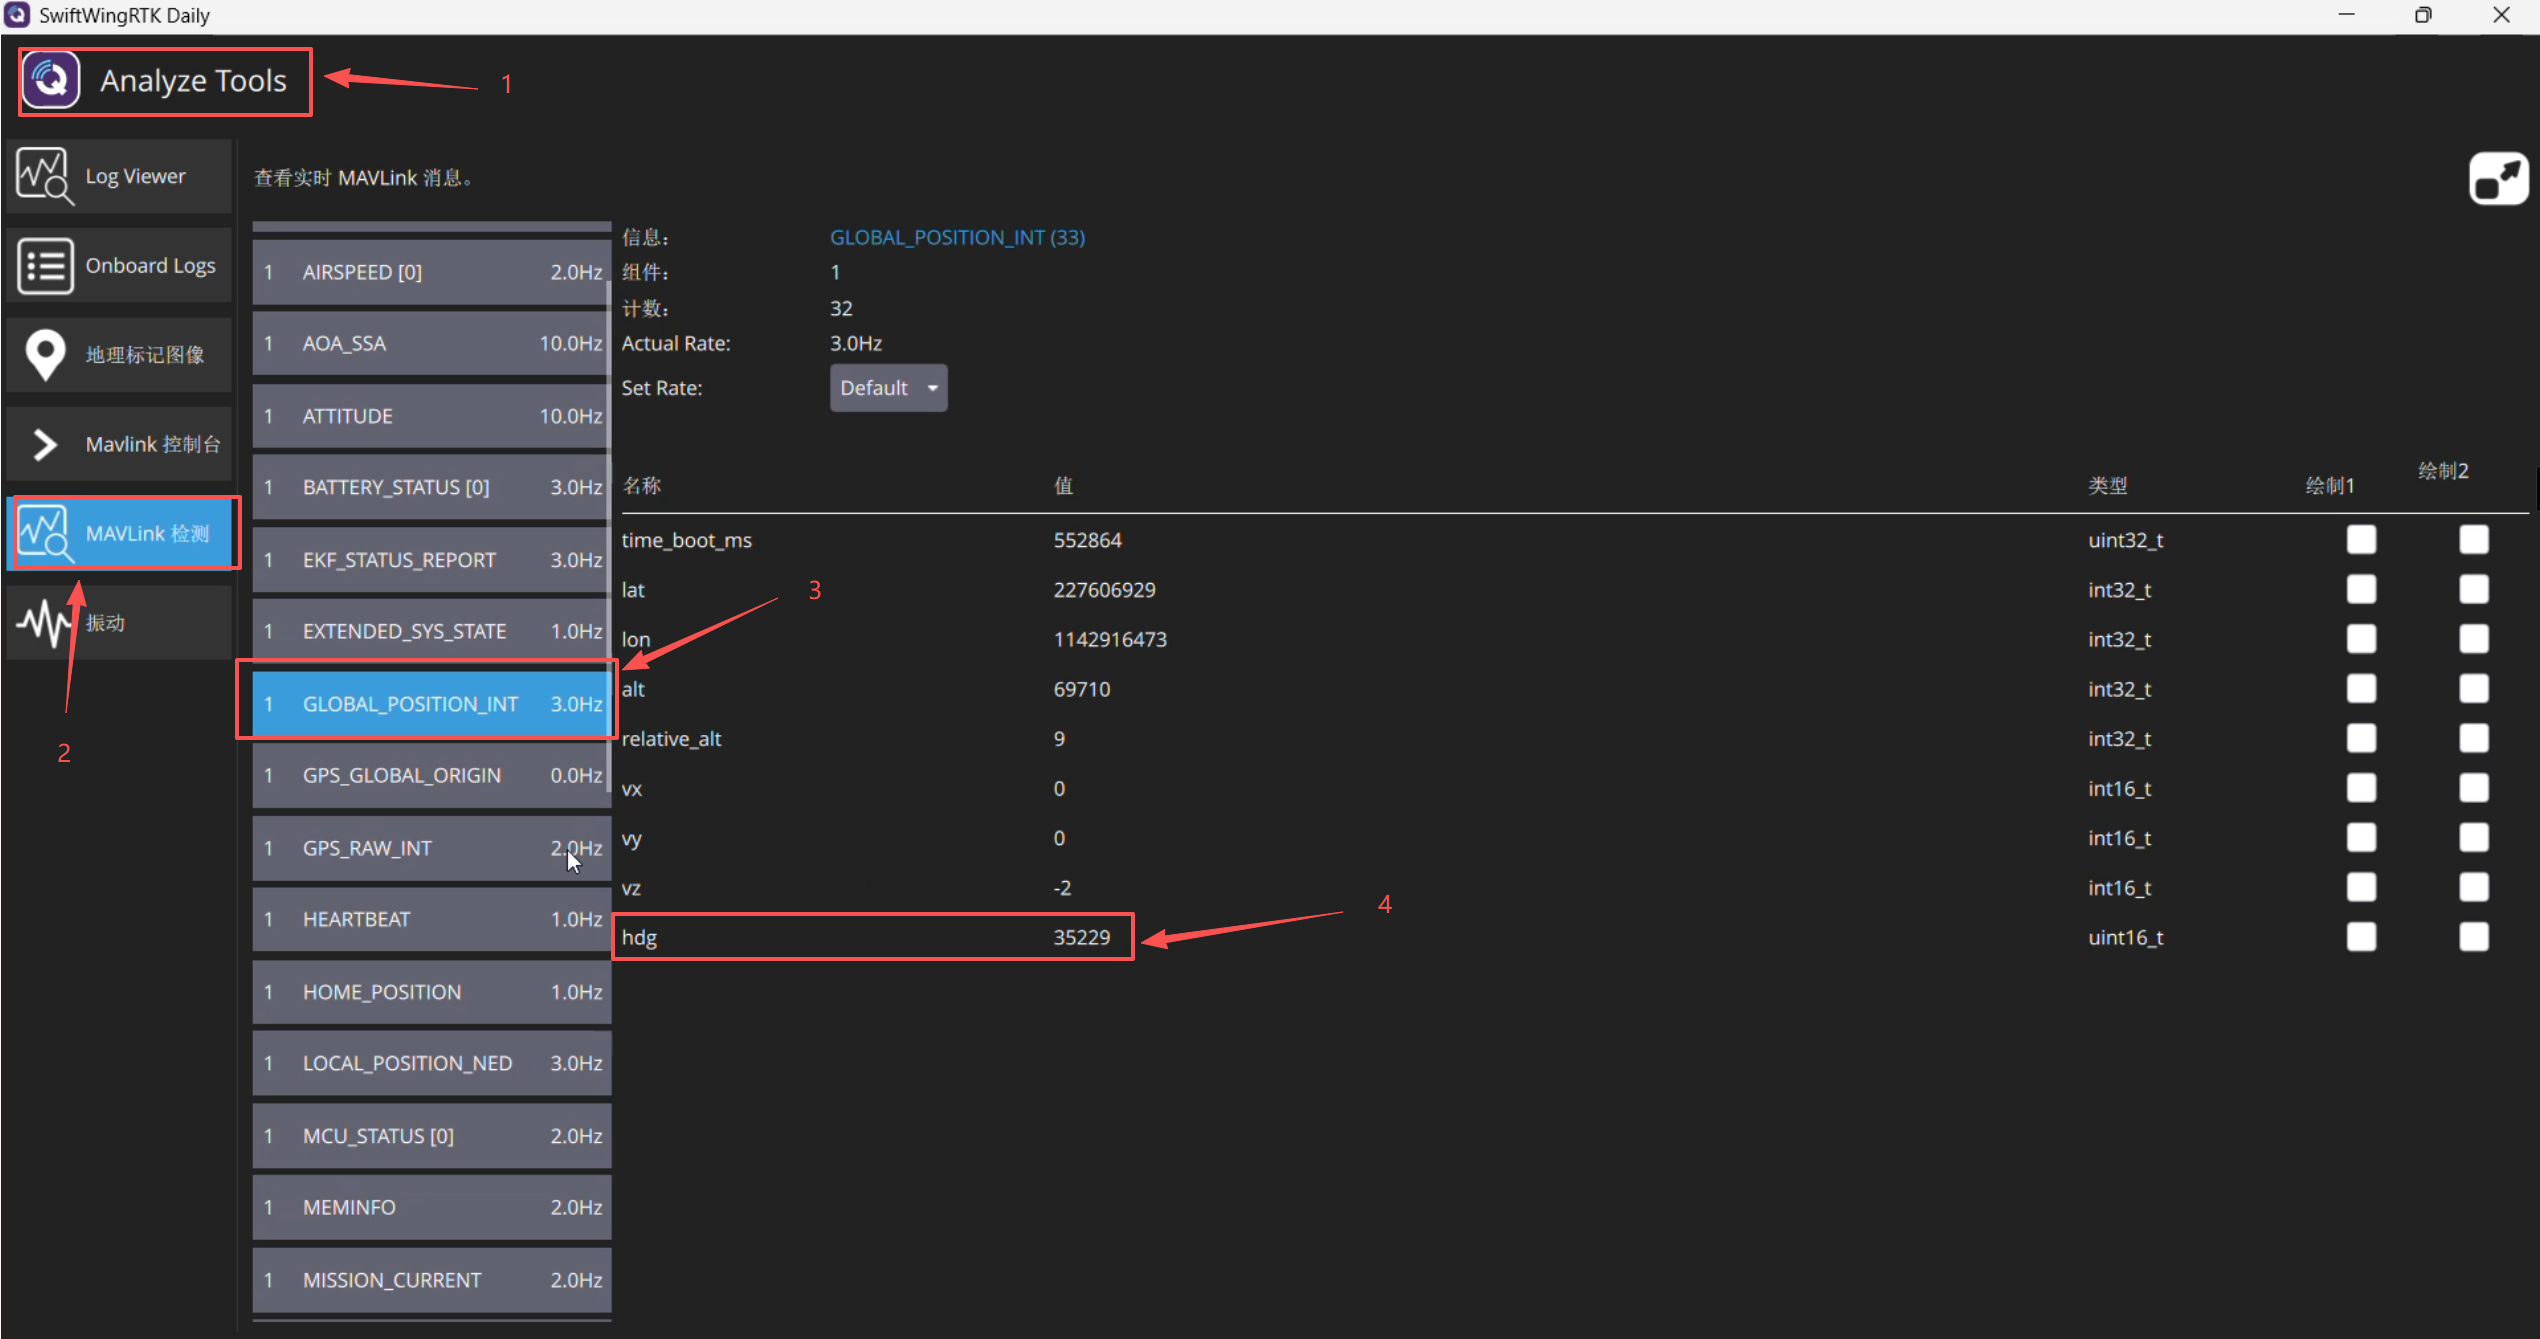 SwiftWingRTK Daily
Analyze Tools
1
Log Viewer
Onboard Logs
地理标记图像
Mavlink 控制台
MAVLink 检测
振动
2
查看实时 MAVLink 消息。
1 AIRSPEED [0] 2.0Hz
1 AOA_SSA 10.0Hz
1 ATTITUDE 10.0Hz
1 BATTERY_STATUS [0] 3.0Hz
1 EKF_STATUS_REPORT 3.0Hz
1 EXTENDED_SYS_STATE 1.0Hz
1 GLOBAL_POSITION_INT 3.0Hz
1 GPS_GLOBAL_ORIGIN 0.0Hz
1 GPS_RAW_INT 2.0Hz
1 HEARTBEAT 1.0Hz
1 HOME_POSITION 1.0Hz
1 LOCAL_POSITION_NED 3.0Hz
1 MCU_STATUS [0] 2.0Hz
1 MEMINFO 2.0Hz
1 MISSION_CURRENT 2.0Hz
信息： GLOBAL_POSITION_INT (33)
组件： 1
计数： 32
Actual Rate: 3.0Hz
Set Rate: Default
名称 值 类型 绘制1 绘制2
time_boot_ms 552864 uint32_t
lat 227606929 int32_t
3
lon 1142916473 int32_t
alt 69710 int32_t
relative_alt 9 int32_t
vx 0 int16_t
vy 0 int16_t
vz -2 int16_t
4
hdg 35229 uint16_t